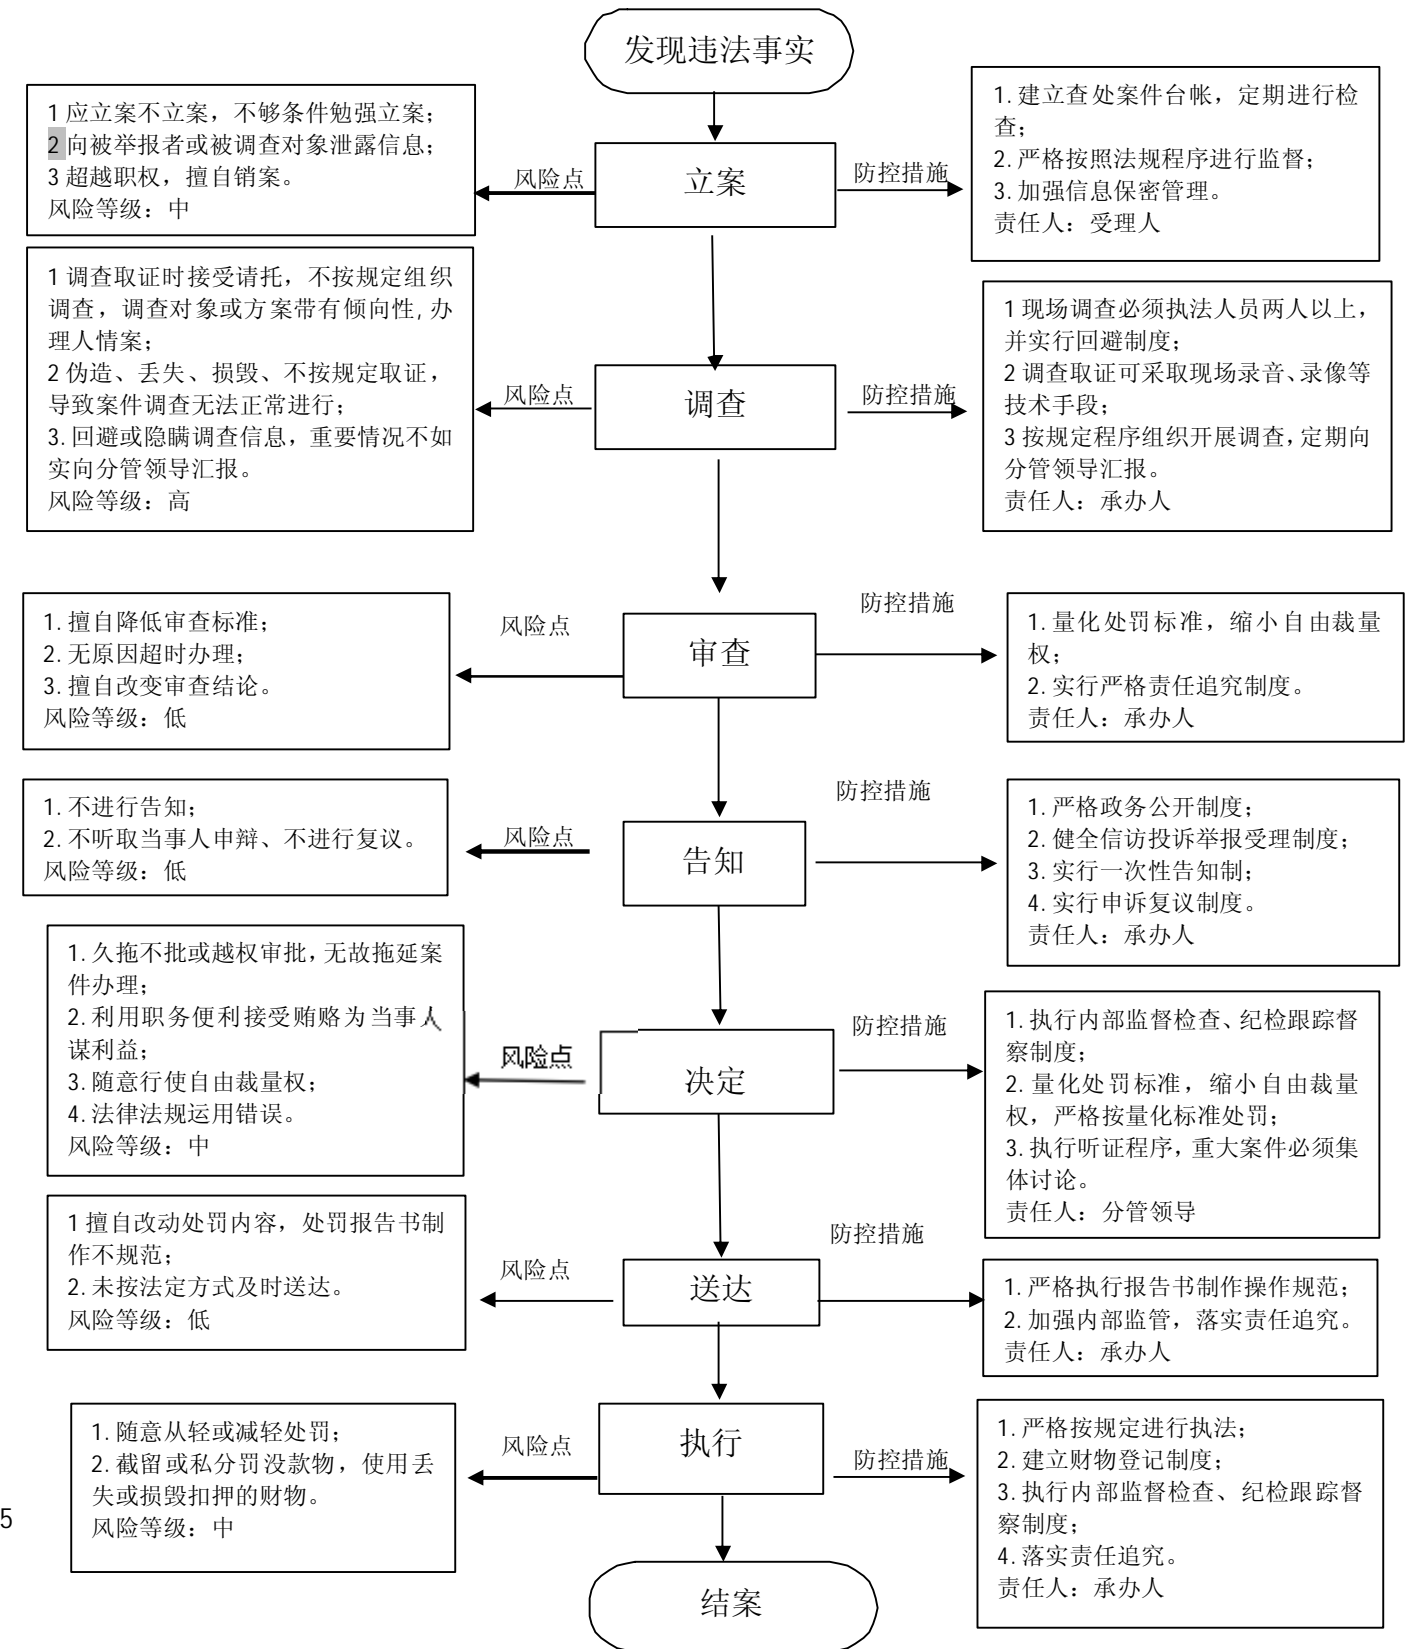 发现违法事实
1 应立案不立案，不够条件勉强立案；
2 向被举报者或被调查对象泄露信息；
3 超越职权，擅自销案。
风险等级：中
风险点
立案
防控措施
1. 建立查处案件台帐，定期进行检
查；
2. 严格按照法规程序进行监督；
3. 加强信息保密管理。
责任人：受理人
1 调查取证时接受请托，不按规定组织
调查，调查对象或方案带有倾向性, 办
理人情案；
2 伪造、丢失、损毁、不按规定取证，
导致案件调查无法正常进行；
3. 回避或隐瞒调查信息，重要情况不如
实向分管领导汇报。
风险等级：高
风险点
调查
防控措施
1 现场调查必须执法人员两人以上，
并实行回避制度；
2 调查取证可采取现场录音、录像等
技术手段；
3 按规定程序组织开展调查，定期向
分管领导汇报。
责任人：承办人
1. 擅自降低审查标准；
2. 无原因超时办理；
3. 擅自改变审查结论。
风险等级：低
风险点
审查
防控措施
1. 量化处罚标准，缩小自由裁量
权；
2. 实行严格责任追究制度。
责任人：承办人
1. 不进行告知；
2. 不听取当事人申辩、不进行复议。
风险等级：低
风险点
告知
防控措施
1. 严格政务公开制度；
2. 健全信访投诉举报受理制度；
3. 实行一次性告知制；
4. 实行申诉复议制度。
责任人：承办人
1. 久拖不批或越权审批，无故拖延案
件办理；
2. 利用职务便利接受贿赂为当事人
谋利益；
3. 随意行使自由裁量权；
4. 法律法规运用错误。
风险等级：中
风险点
决定
防控措施
1. 执行内部监督检查、纪检跟踪督
察制度；
2. 量化处罚标准，缩小自由裁量
权，严格按量化标准处罚；
3. 执行听证程序，重大案件必须集
体讨论。
责任人：分管领导
1 擅自改动处罚内容，处罚报告书制
作不规范；
2. 未按法定方式及时送达。
风险等级：低
风险点
送达
防控措施
1. 严格执行报告书制作操作规范；
2. 加强内部监管，落实责任追究。
责任人：承办人
1. 随意从轻或减轻处罚；
2. 截留或私分罚没款物，使用丢
失或损毁扣押的财物。
风险等级：中
风险点
执行
防控措施
1. 严格按规定进行执法；
2. 建立财物登记制度；
3. 执行内部监督检查、纪检跟踪督
察制度；
4. 落实责任追究。
责任人：承办人
5
结案